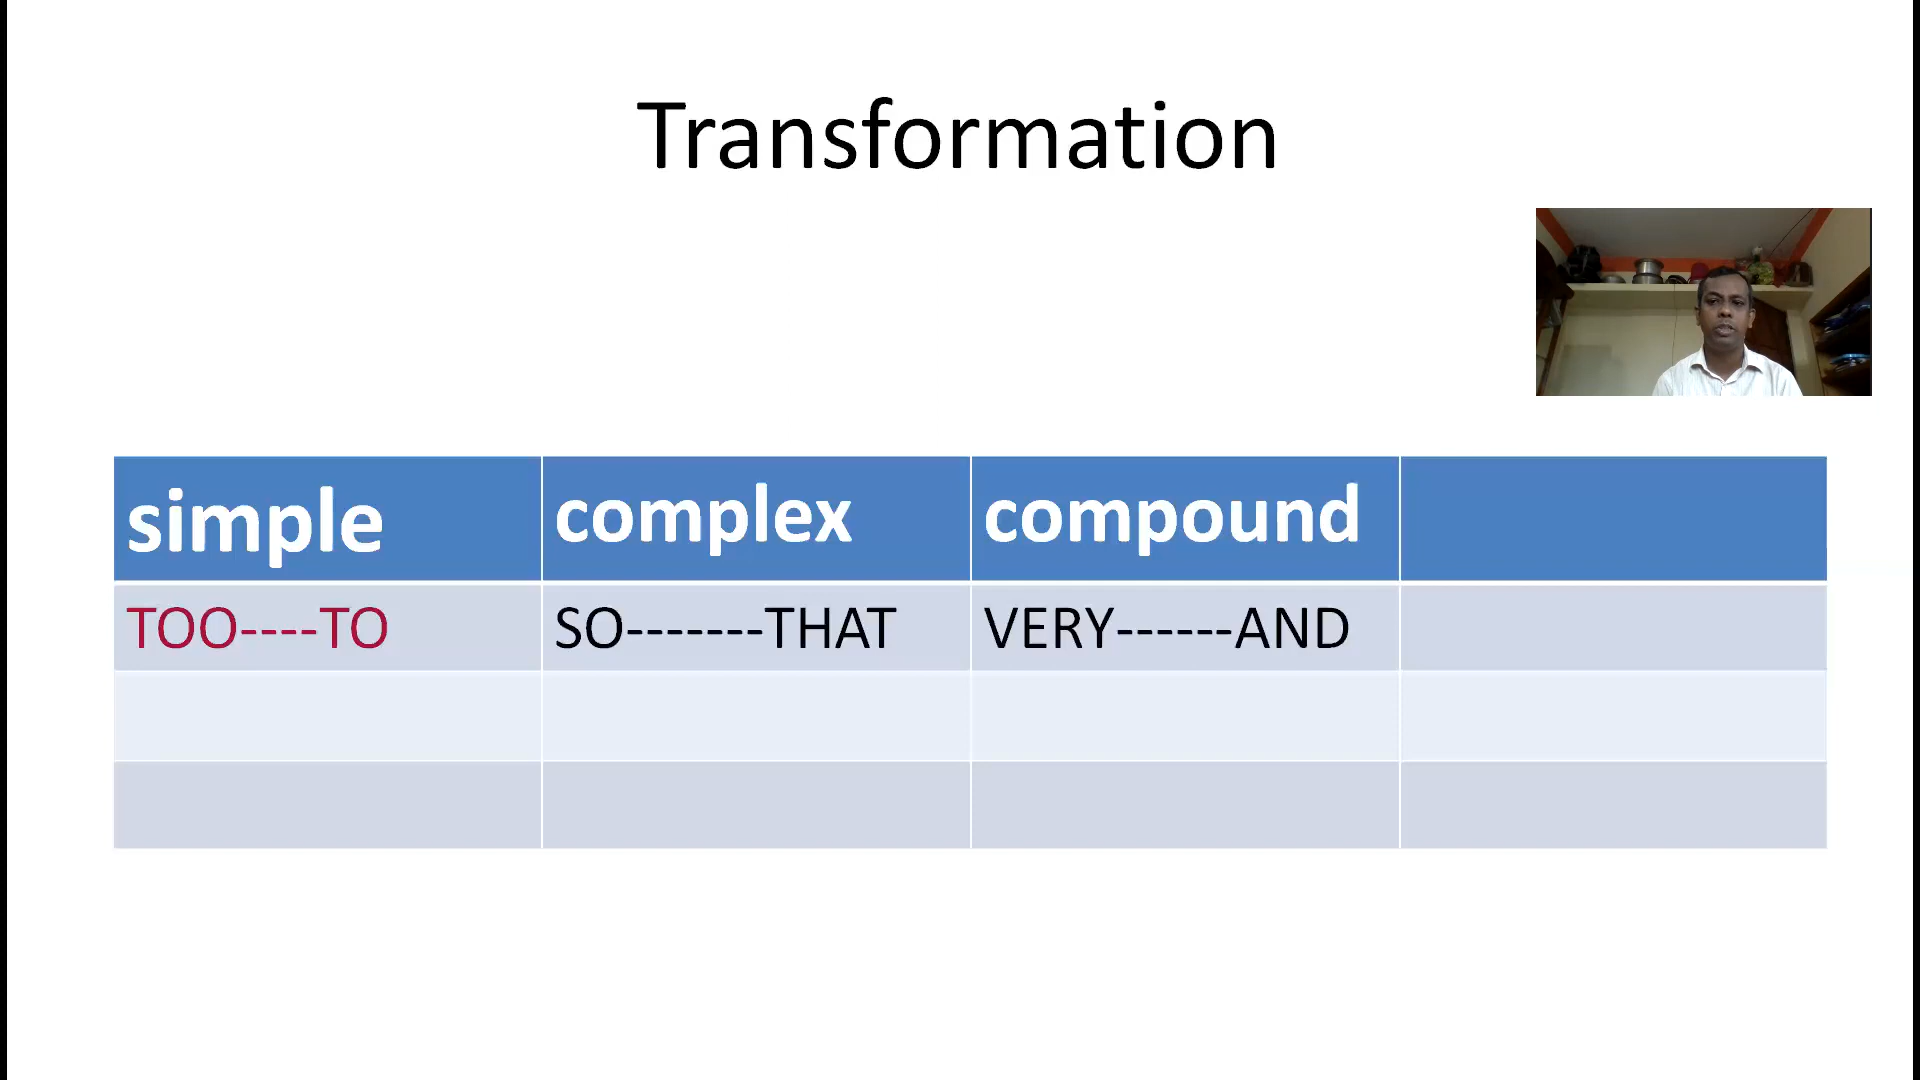 Transformation
simple complex compound
TOO----TO SO-------THAT VERY------AND